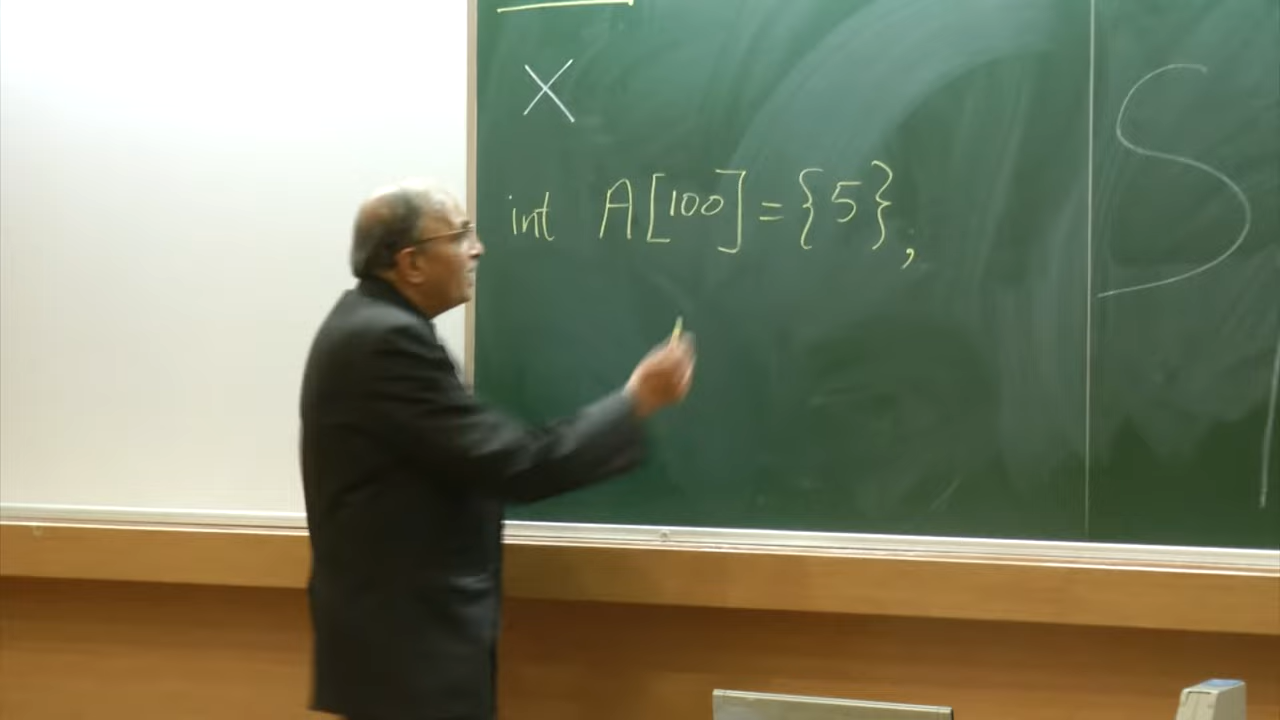 X
int A[100] = {5};
S